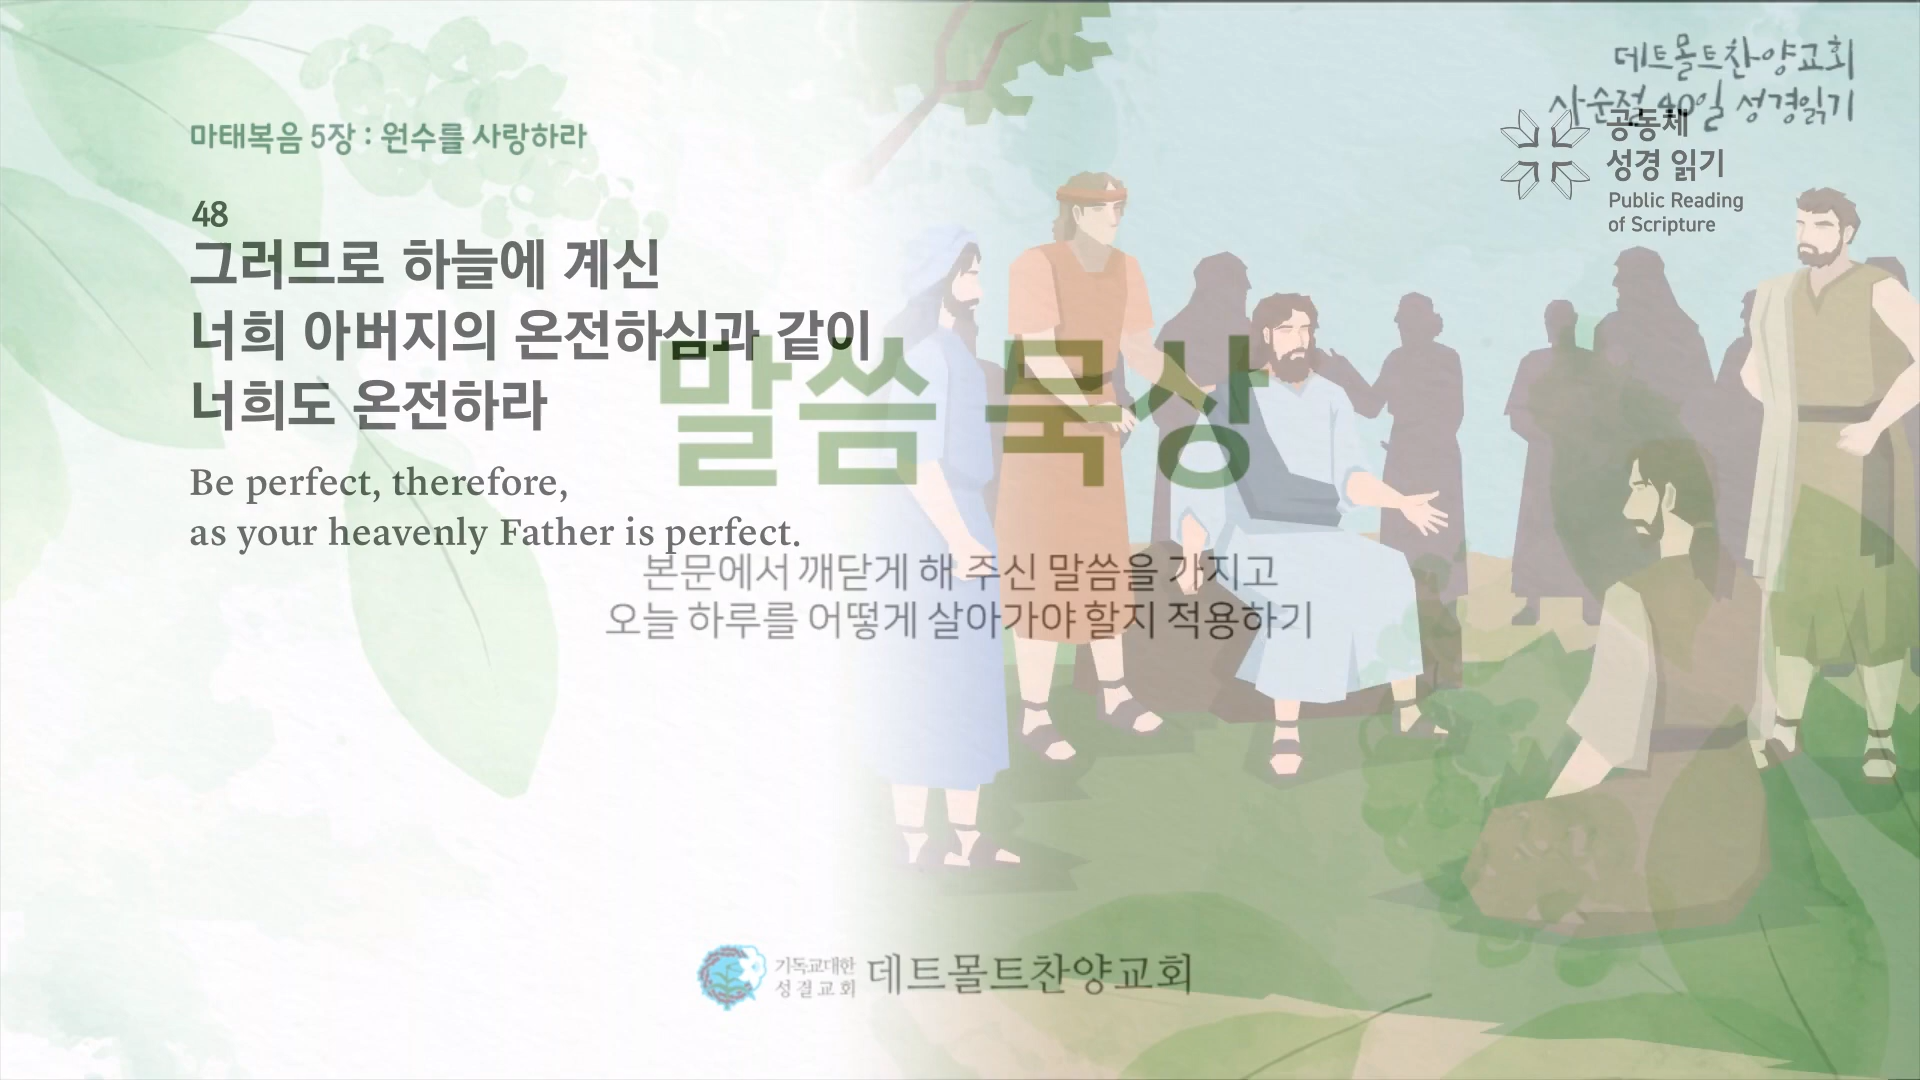 데트몰트찬양교회
사순절 40일 성경읽기
공동체
성경 읽기
Public Reading
of Scripture
마태복음 5장 : 원수를 사랑하라
48
그러므로 하늘에 계신
너희 아버지의 온전하심과 같이
너희도 온전하라
Be perfect, therefore,
as your heavenly Father is perfect.
말씀 묵상
본문에서 깨닫게 해 주신 말씀을 가지고
오늘 하루를 어떻게 살아가야 할지 적용하기
기독교대한
성결교회
데트몰트찬양교회